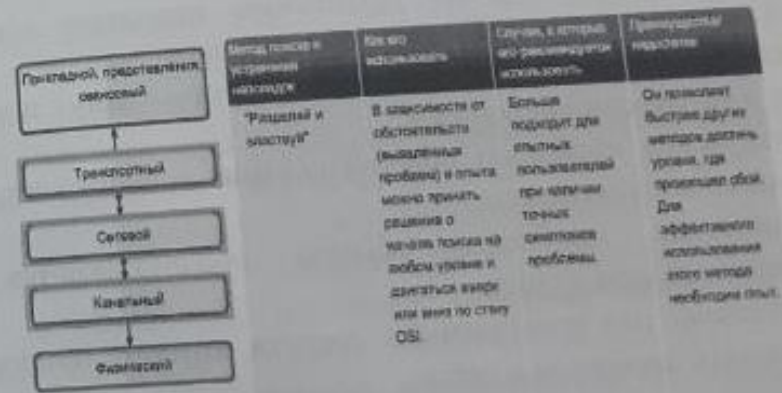 Прикладной, представления,
сеансовый
Транспортный
Сетевой
Канальный
Физический
Метод поиска и
устранения
неполадок
"Разделяй и
властвуй"
Как его
использовать
В зависимости от
обстоятельств
(выявленных
проблем) и опыта
можно принять
решение о
начале поиска на
любом уровне и
двигаться вверх
или вниз по стеку
OSI.
Случаи, в которых
его рекомендуется
использовать
Больше
подходит для
опытных
пользователей
при наличии
точных
симптомов
проблемы.
Преимущества/
недостатки
Он позволяет
быстрее других
методов достичь
уровня, где
произошел сбой.
Для
эффективного
использования
этого метода
необходим опыт.